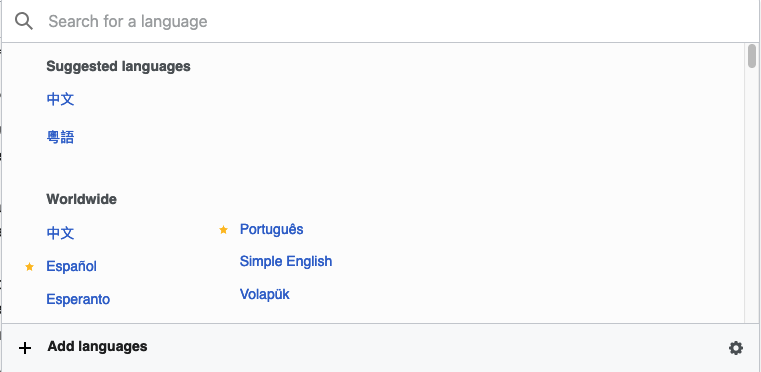 Search for a language
Suggested languages
中文
粵語
Worldwide
中文
Español
Esperanto
Português
Simple English
Volapük
Add languages